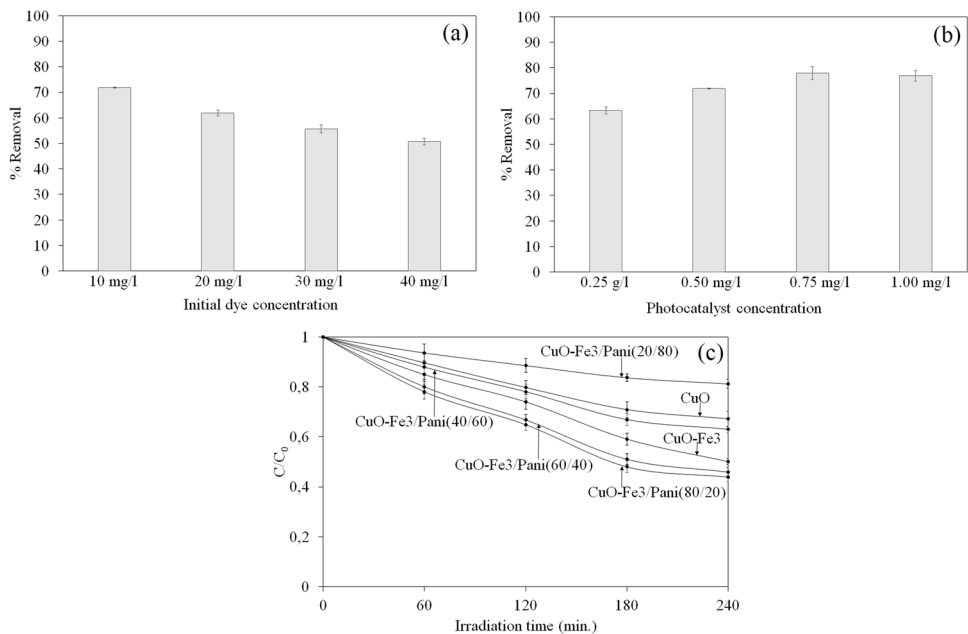 (a)
% Removal
100
90
80
70
60
50
40
30
20
10
0
10 mg/l 20 mg/l 30 mg/l 40 mg/l
Initial dye concentration
(b)
% Removal
100
90
80
70
60
50
40
30
20
10
0
0.25 g/l 0.50 mg/l 0.75 mg/l 1.00 mg/l
Photocatalyst concentration
(c)
C/C0
1
0,8
0,6
0,4
0,2
0
CuO-Fe3/Pani(20/80)
CuO
CuO-Fe3/Pani(40/60)
CuO-Fe3
CuO-Fe3/Pani(60/40)
CuO-Fe3/Pani(80/20)
0 60 120 180 240
Irradiation time (min.)